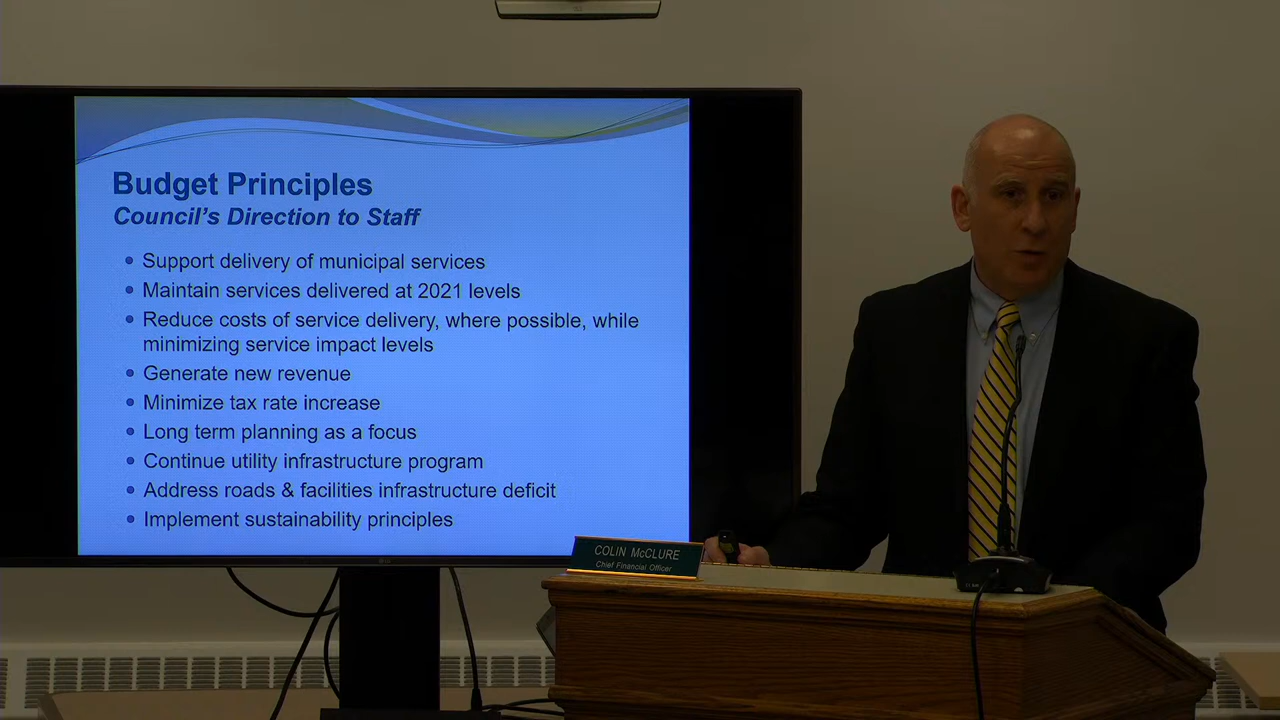 Budget Principles
Council's Direction to Staff
• Support delivery of municipal services
• Maintain services delivered at 2021 levels
• Reduce costs of service delivery, where possible, while
minimizing service impact levels
• Generate new revenue
• Minimize tax rate increase
• Long term planning as a focus
• Continue utility infrastructure program
• Address roads & facilities infrastructure deficit
• Implement sustainability principles
LG
COLIN McCLURE
Chief Financial Officer